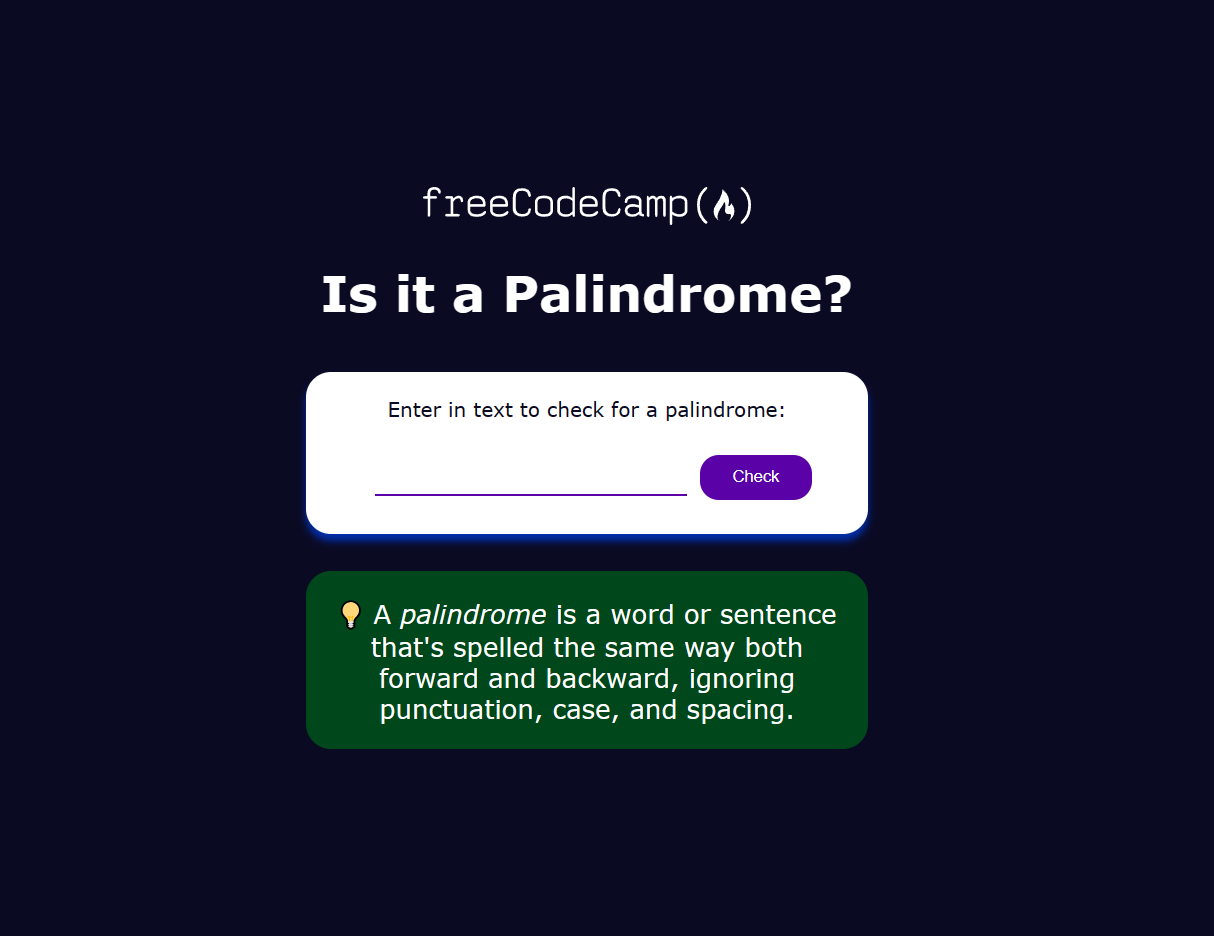 freeCodeCamp(🔥)
Is it a Palindrome?
Enter in text to check for a palindrome:
Check
💡 A palindrome is a word or sentence
that's spelled the same way both
forward and backward, ignoring
punctuation, case, and spacing.